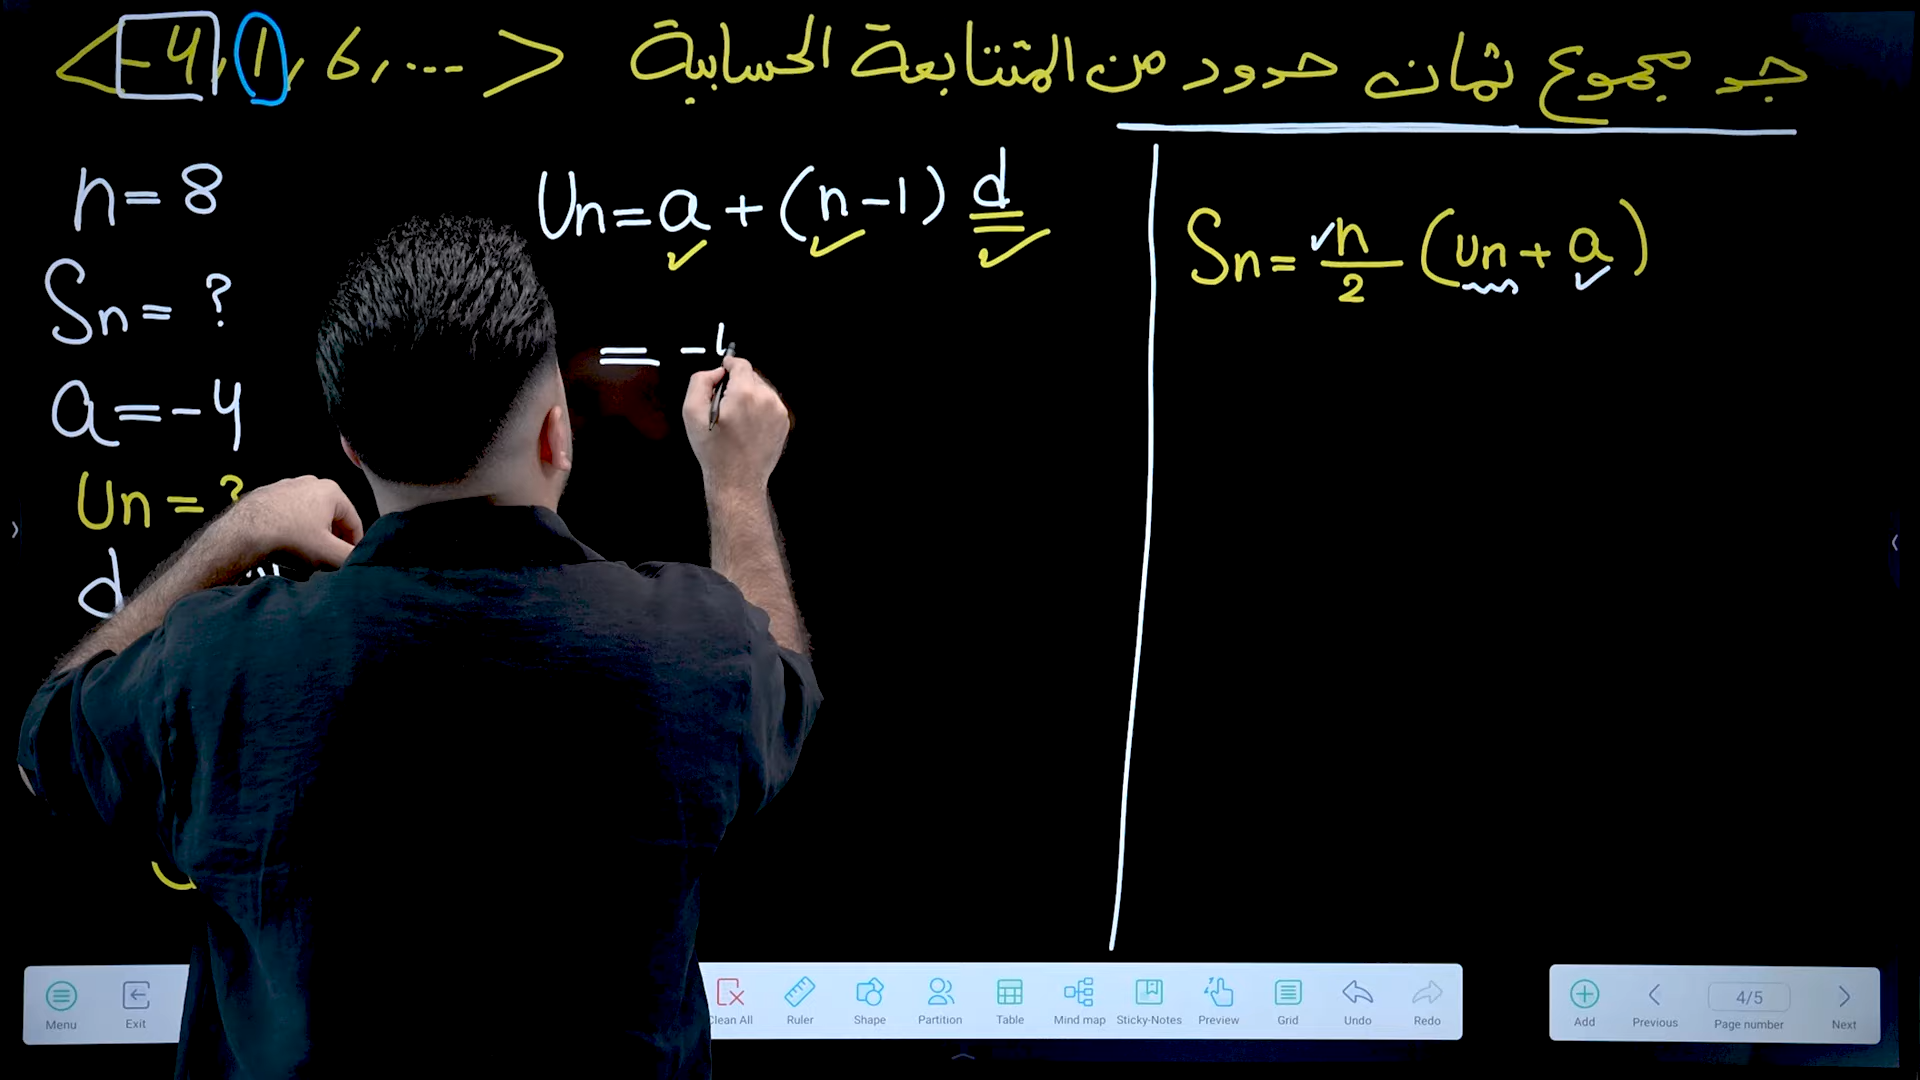 جد مجموع ثمان حدود من المتتابعة الحسابية <-4, 1, 6, ...>
n = 8
Sn = ?
a = -4
Un = ?
d
Un = a + (n-1) d
= -4
Sn = n/2 (un + a)
Menu
Exit
Clean All
Ruler
Shape
Partition
Table
Mind map
Sticky-Notes
Preview
Grid
Undo
Redo
Add
Previous
4/5
Page number
Next